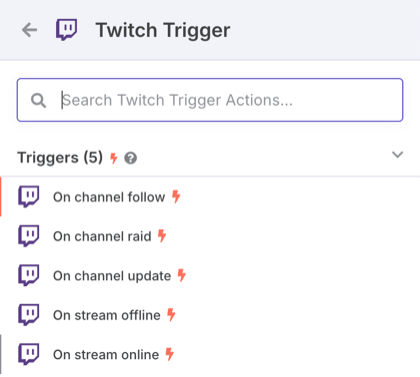 Twitch Trigger
Search Twitch Trigger Actions...
Triggers (5)
On channel follow
On channel raid
On channel update
On stream offline
On stream online